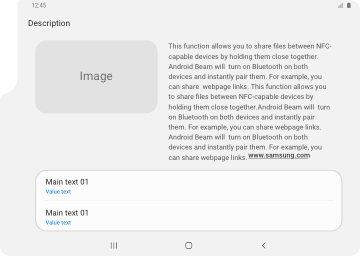 12:45
Description
Image
This function allows you to share files between NFC-
capable devices by holding them close together.
Android Beam will turn on Bluetooth on both
devices and instantly pair them. For example, you
can share webpage links. This function allows you
to share files between NFC-capable devices by
holding them close together.Android Beam will turn
on Bluetooth on both devices and instantly pair
them. For example, you can share webpage links.
Android Beam will turn on Bluetooth on both
devices and instantly pair them. For example, you
can share webpage links. www.samsung.com
Main text 01
Value text
Main text 01
Value text